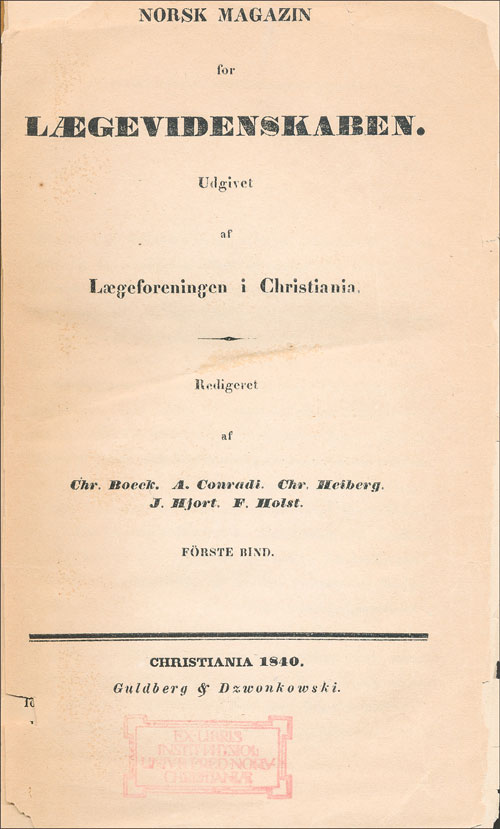 NORSK MAGAZIN
for
LÆGEVIDENSKABEN.
Udgivet
af
Lægeforeningen i Christiania.
Redigeret
af
Chr. Boeck. A. Conradi. Chr. Heiberg.
J. Hjort. F. Holst.
FÖRSTE BIND.
CHRISTIANIA 1840.
Guldberg & Dzwonkowski.
EX·LIBRIS
CHRISTIANIÆ